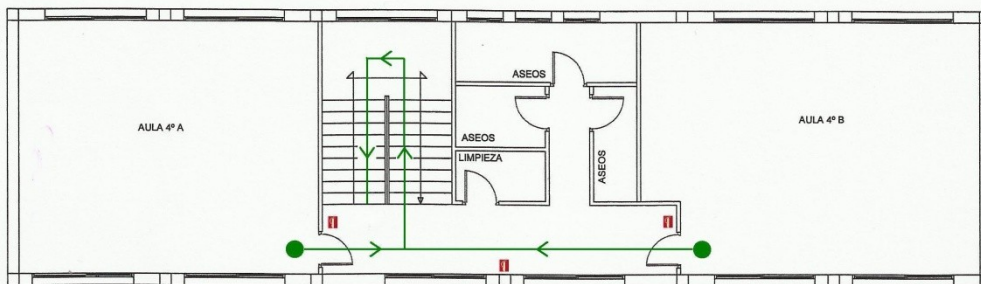 ASEOS
AULA 4º A
AULA 4º B
ASEOS
LIMPIEZA
ASEOS